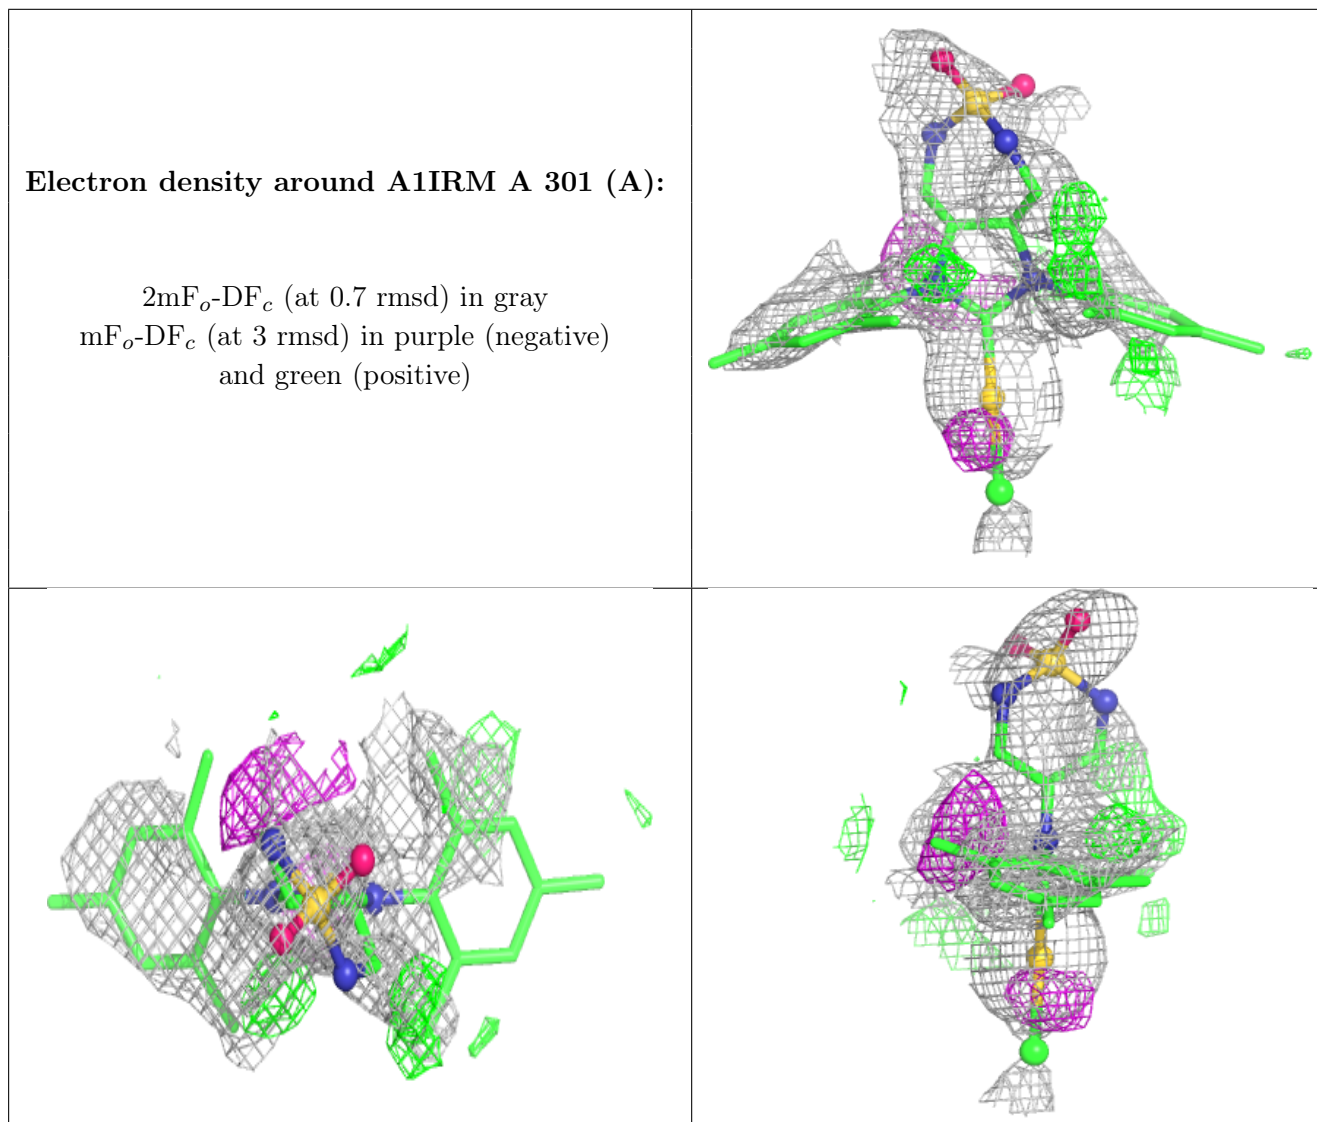 Electron density around A1IRM A 301 (A):
2mFo-DFc (at 0.7 rmsd) in gray
mFo-DFc (at 3 rmsd) in purple (negative)
and green (positive)